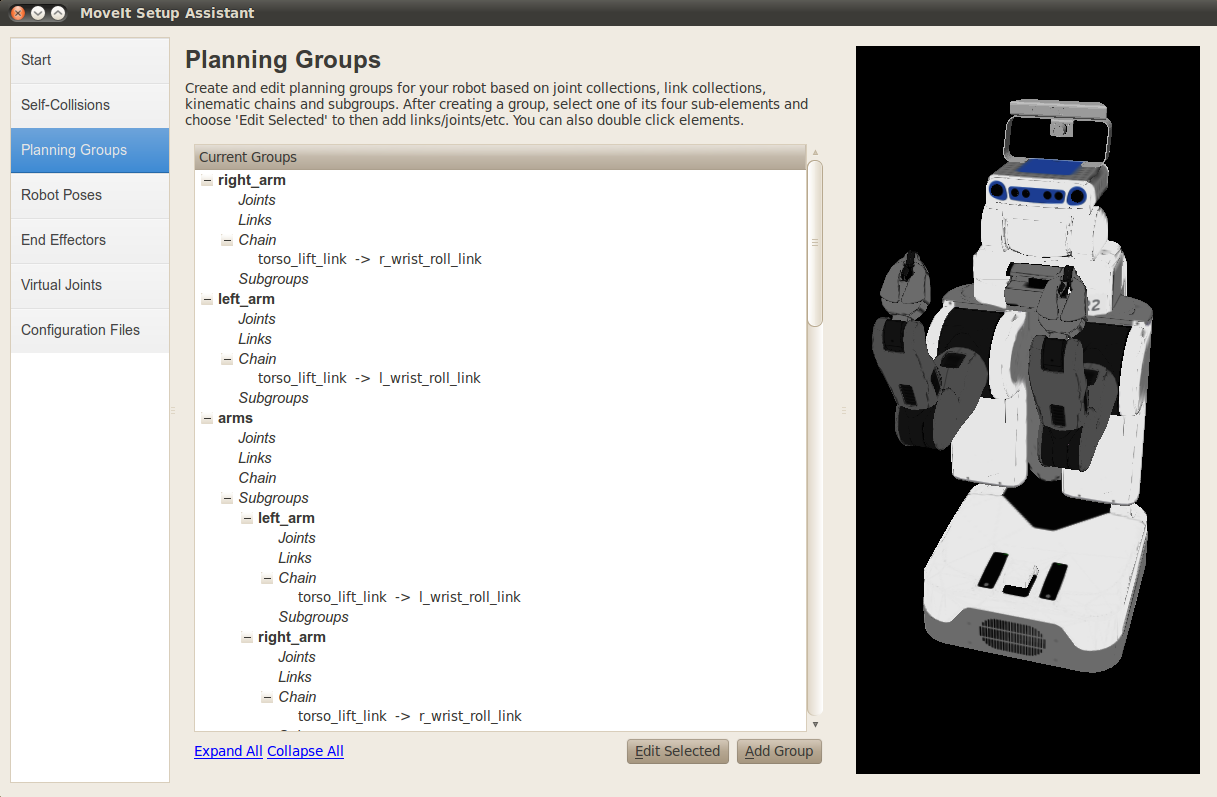 MoveIt Setup Assistant
Start
Self-Collisions
Planning Groups
Robot Poses
End Effectors
Virtual Joints
Configuration Files
Planning Groups
Create and edit planning groups for your robot based on joint collections, link collections,
kinematic chains and subgroups. After creating a group, select one of its four sub-elements and
choose 'Edit Selected' to then add links/joints/etc. You can also double click elements.
Current Groups
right_arm
Joints
Links
Chain
torso_lift_link -> r_wrist_roll_link
Subgroups
left_arm
Joints
Links
Chain
torso_lift_link -> l_wrist_roll_link
Subgroups
arms
Joints
Links
Chain
Subgroups
left_arm
Joints
Links
Chain
torso_lift_link -> l_wrist_roll_link
Subgroups
right_arm
Joints
Links
Chain
torso_lift_link -> r_wrist_roll_link
Expand All Collapse All
Edit Selected
Add Group